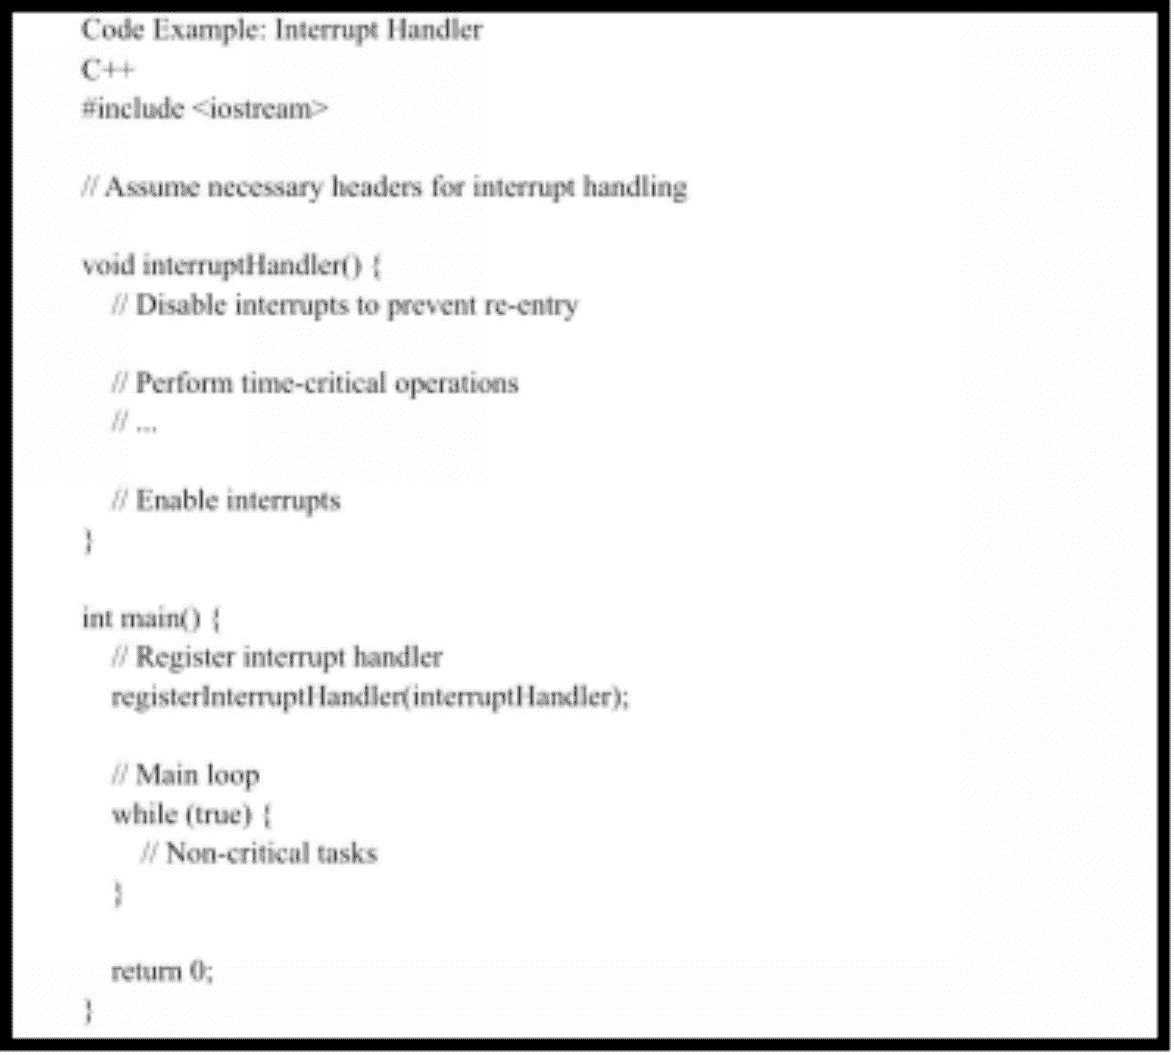 Code Example: Interrupt Handler
C++
#include <iostream>
// Assume necessary headers for interrupt handling
void interruptHandler() {
// Disable interrupts to prevent re-entry
// Perform time-critical operations
// ...
// Enable interrupts
}
int main() {
// Register interrupt handler
registerInterruptHandler(interruptHandler);
// Main loop
while (true) {
// Non-critical tasks
}
return 0;
}